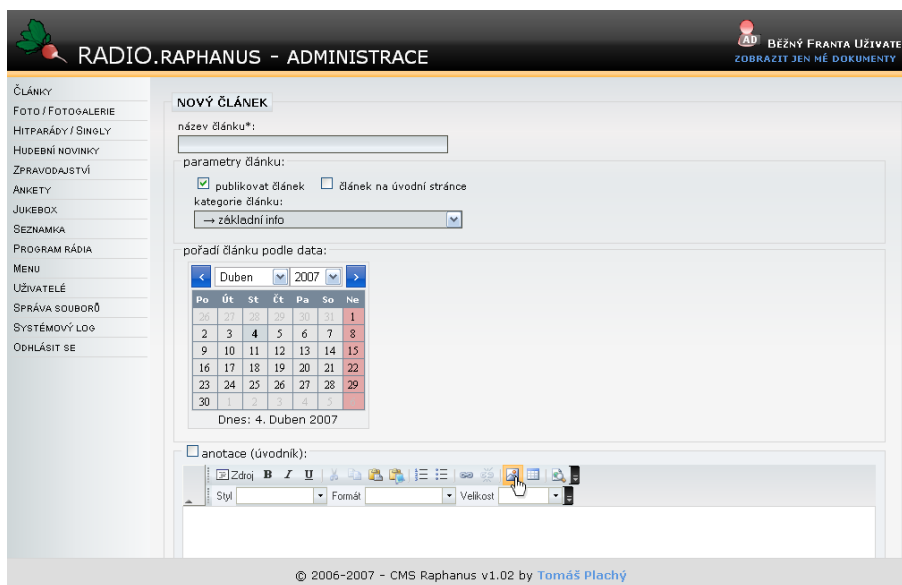 RADIO.RAPHANUS - ADMINISTRACE
AD
BĚŽNÝ FRANTA UŽIVATE
ZOBRAZIT JEN MÉ DOKUMENTY
ČLÁNKY
FOTO / FOTOGALERIE
HITPARÁDY / SINGLY
HUDEBNÍ NOVINKY
ZPRAVODAJSTVÍ
ANKETY
JUKEBOX
SEZNAMKA
PROGRAM RÁDIA
MENU
UŽIVATELÉ
SPRÁVA SOUBORŮ
SYSTÉMOVÝ LOG
ODHLÁSIT SE
NOVÝ ČLÁNEK
název článku*:
parametry článku:
publikovat článek článek na úvodní stránce
kategorie článku:
→ základní info
pořadí článku podle data:
< Duben 2007 >
Po Út St Čt Pa So Ne
26 27 28 29 30 31 1
2 3 4 5 6 7 8
9 10 11 12 13 14 15
16 17 18 19 20 21 22
23 24 25 26 27 28 29
30 1 2 3 4 5
Dnes: 4. Duben 2007
anotace (úvodník):
Zdroj B I U
Styl Formát Velikost
© 2006-2007 - CMS Raphanus v1.02 by Tomáš Plachý